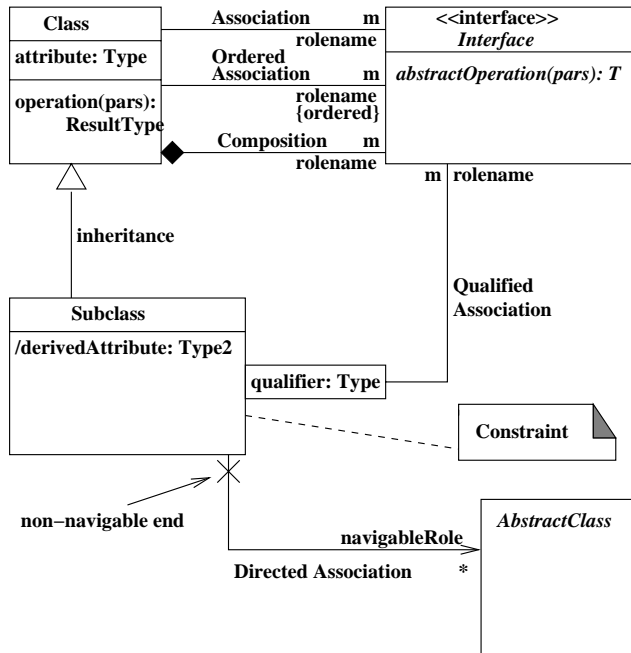 Class
attribute: Type
operation(pars):
ResultType
Association m
rolename
Ordered
Association m
rolename
{ordered}
Composition m
rolename
<<interface>>
Interface
abstractOperation(pars): T
m rolename
inheritance
Qualified
Association
Subclass
/derivedAttribute: Type2
qualifier: Type
Constraint
non−navigable end
navigableRole
Directed Association *
AbstractClass